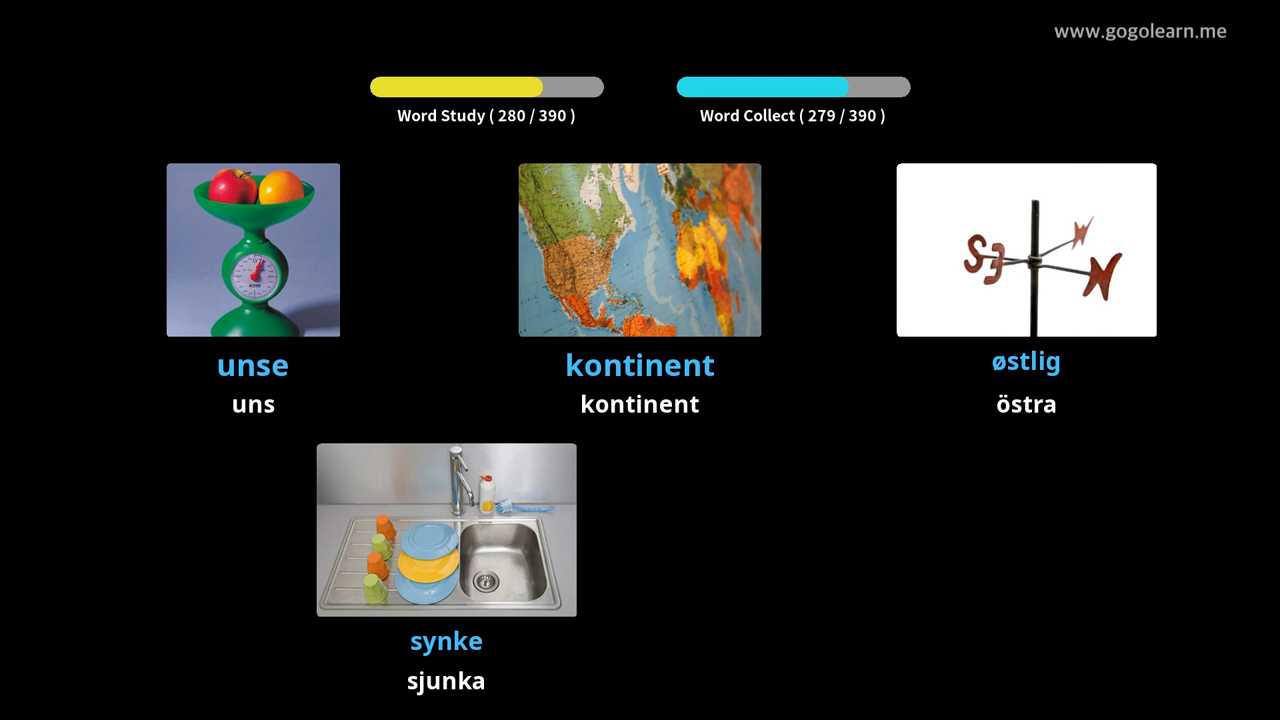 www.gogolearn.me
Word Study ( 280 / 390 )
Word Collect ( 279 / 390 )
unse
uns
kontinent
kontinent
østlig
östra
synke
sjunka